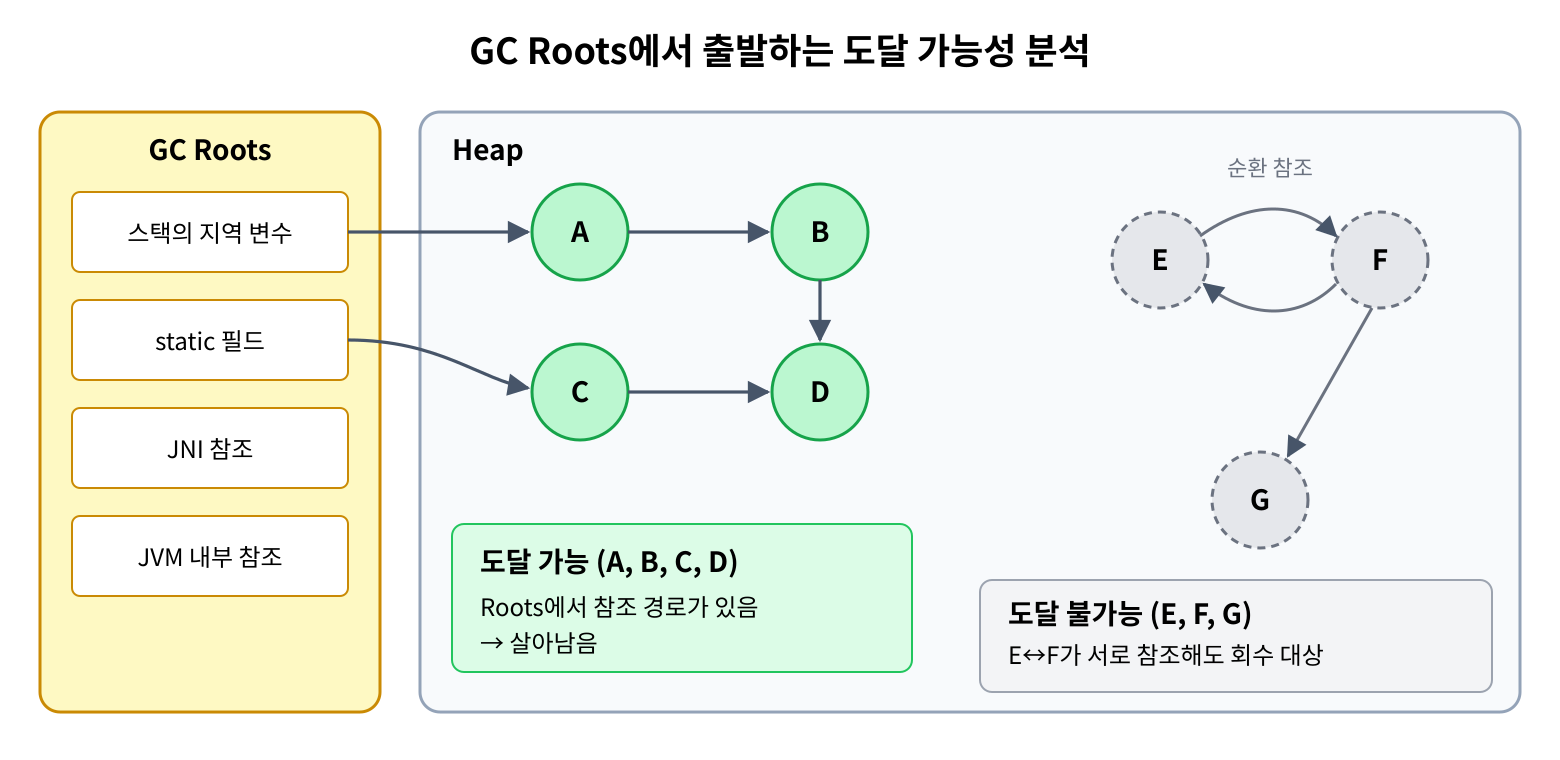 GC Roots에서 출발하는 도달 가능성 분석
GC Roots
스택의 지역 변수
static 필드
JNI 참조
JVM 내부 참조
Heap
A
B
C
D
순환 참조
E
F
G
도달 가능 (A, B, C, D)
Roots에서 참조 경로가 있음
→ 살아남음
도달 불가능 (E, F, G)
E↔F가 서로 참조해도 회수 대상